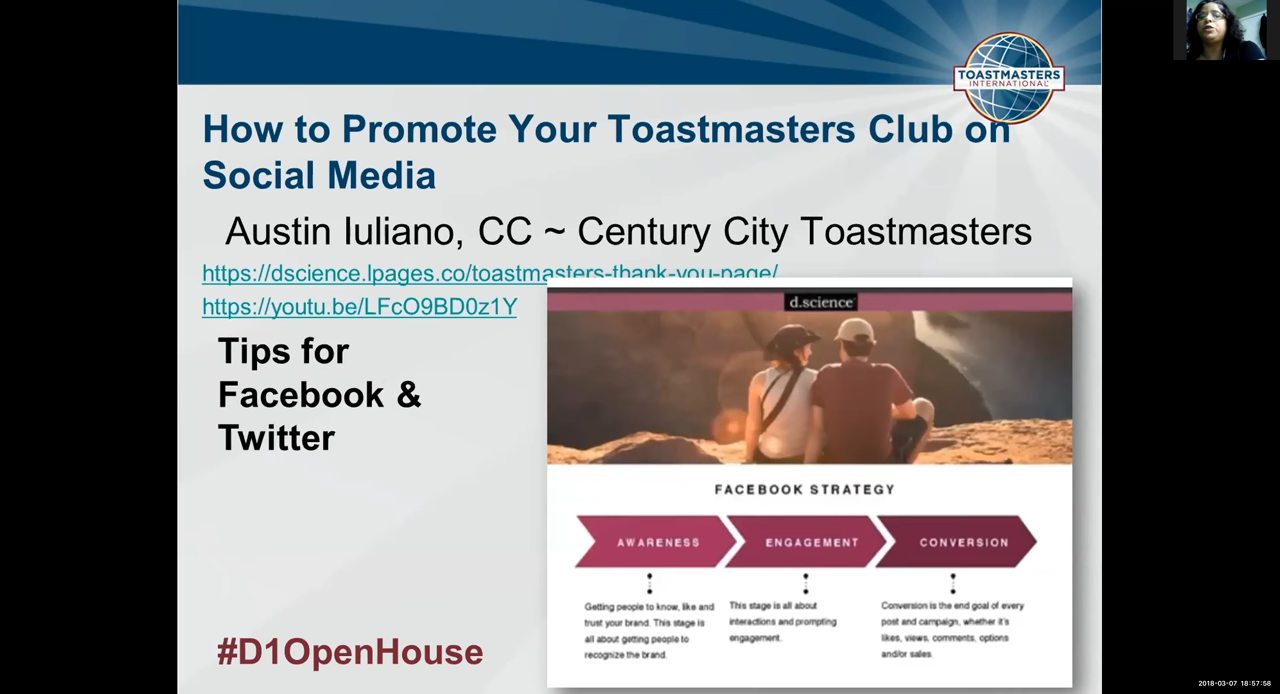 TOASTMASTERS
INTERNATIONAL
How to Promote Your Toastmasters Club on
Social Media
Austin Iuliano, CC ~ Century City Toastmasters
https://dscience.lpages.co/toastmasters-thank-you-page/
https://youtu.be/LFcO9BD0z1Y
Tips for
Facebook &
Twitter
#D1OpenHouse
d.science
FACEBOOK STRATEGY
AWARENESS
ENGAGEMENT
CONVERSION
Getting people to know, like and
trust your brand. This stage is
all about getting people to
recognize the brand.
This stage is all about
interactions and prompting
engagement.
Conversion is the end goal of every
post and campaign, whether it's
likes, views, comments, options
and/or sales.
2018-03-07 18:57:58